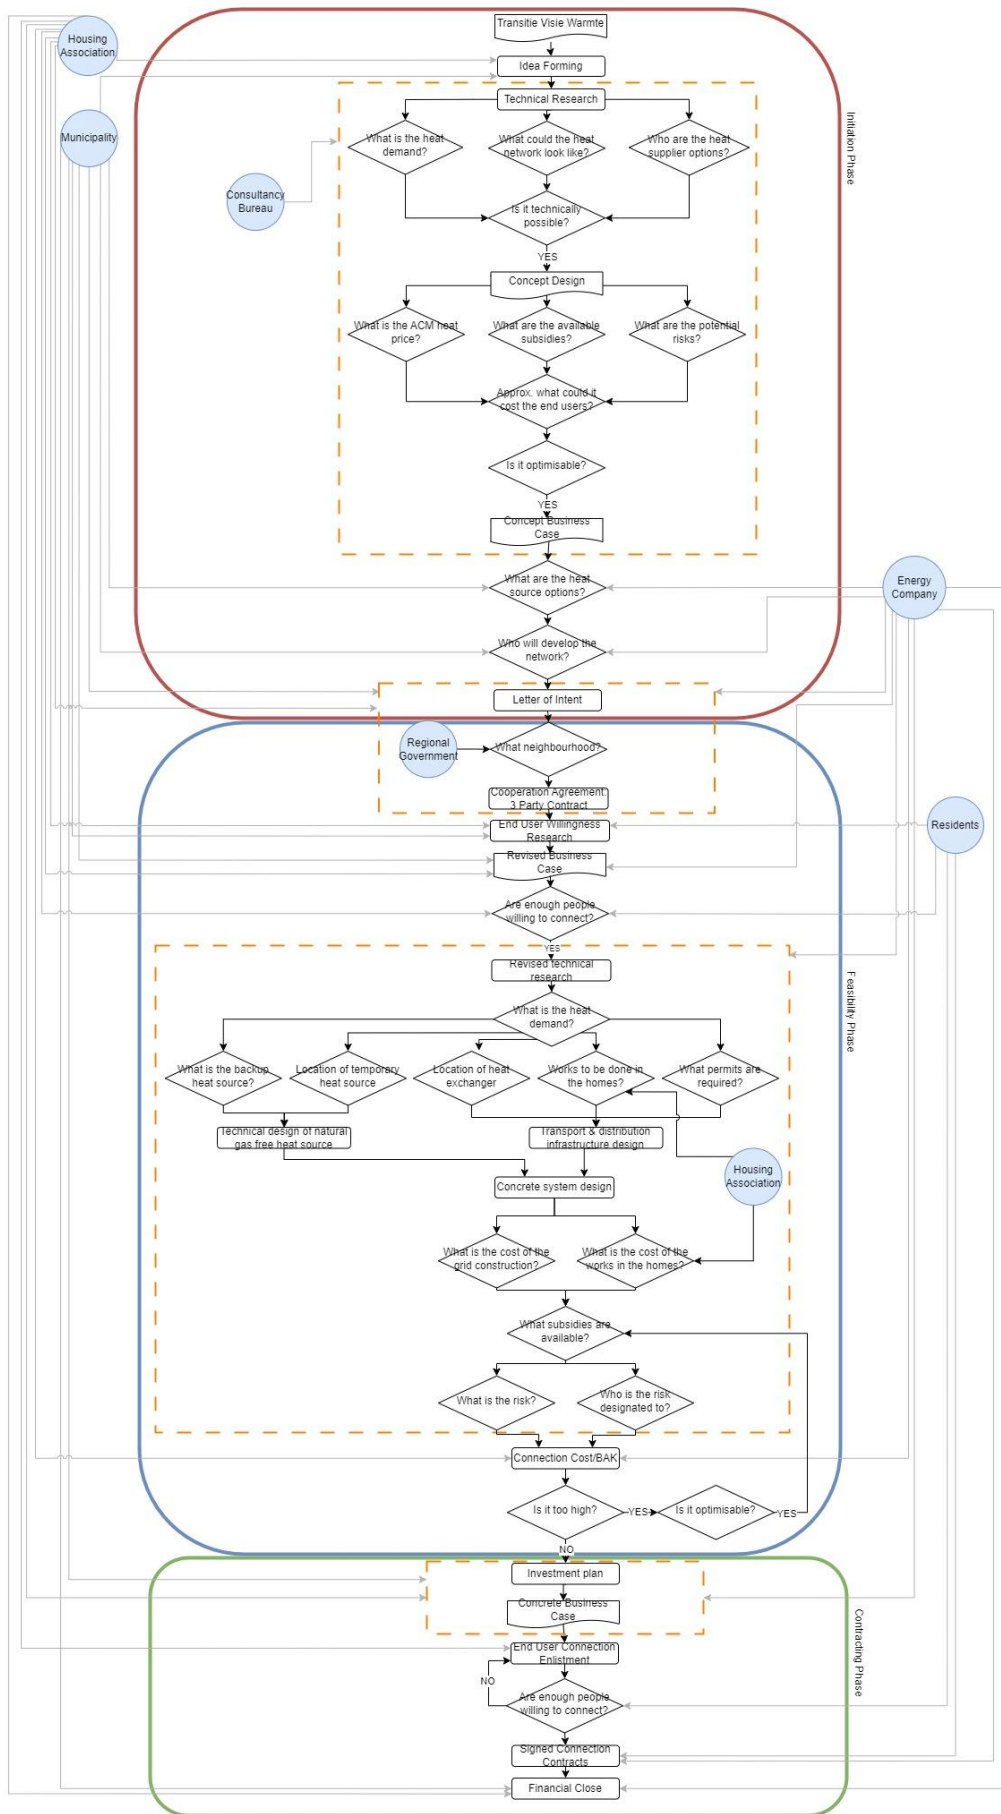 Transitie Visie Warmte
Housing
Association
Idea Forming
Technical Research
Initiation Phase
Municipality
What is the heat
demand?
What could the heat
network look like?
Who are the heat
supplier options?
Consultancy
Bureau
Is it technically
possible?
YES
Concept Design
What is the ACM heat
price?
What are the available
subsidies?
What are the potential
risks?
Approx. what could it
cost the end users?
Is it optimisable?
YES
Concept Business
Case
What are the heat
source options?
Energy
Company
Who will develop the
network?
Letter of Intent
Regional
Government
What neighbourhood?
Cooperation Agreement.
3 Party Contract
End User Willingness
Research
Residents
Revised Business
Case
Are enough people
willing to connect?
YES
Revised technical
research
Feasibility Phase
What is the heat
demand?
What is the backup
heat source?
Location of temporary
heat source
Location of heat
exchanger
Works to be done in
the homes?
What permits are
required?
Technical design of natural
gas free heat source
Transport & distribution
infrastructure design
Housing
Association
Concrete system design
What is the cost of the
grid construction?
What is the cost of the
works in the homes?
What subsidies are
available?
What is the risk?
Who is the risk
designated to?
Connection Cost/BAK
Is it too high?
YES
Is it optimisable?
YES
NO
Investment plan
Concrete Business
Case
Contracting Phase
End User Connection
Enlistment
NO
Are enough people
willing to connect?
Signed Connection
Contracts
Financial Close